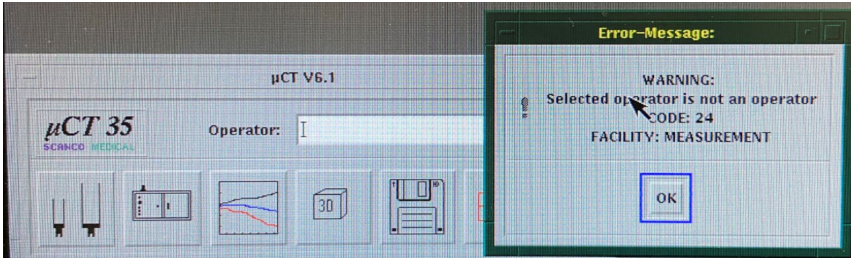 Error-Message:
µCT V6.1
WARNING:
Selected operator is not an operator
CODE: 24
FACILITY: MEASUREMENT
OK
µCT 35
SCANCO MEDICAL
Operator:
3D